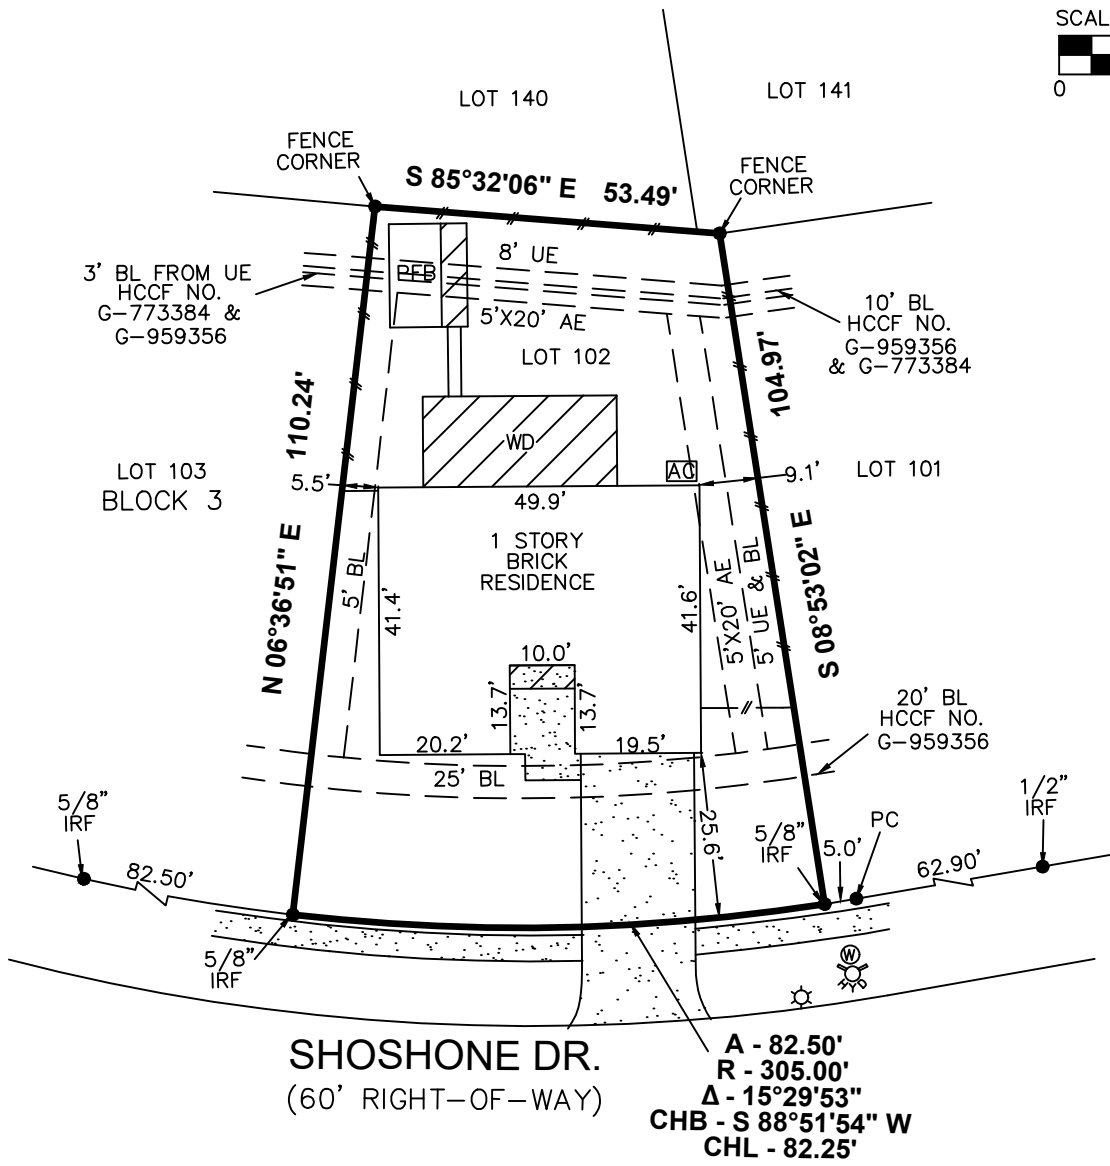 SCAL
0
LOT 140
LOT 141
FENCE
CORNER
S 85°32'06" E 53.49'
FENCE
CORNER
8' UE
PFB
3' BL FROM UE
HCCF NO.
G-773384 &
G-959356
5'X20' AE
10' BL
HCCF NO.
G-959356
& G-773384
LOT 102
110.24'
104.97'
WD
LOT 103
BLOCK 3
5.5'
AC
9.1'
LOT 101
49.9'
1 STORY
BRICK
RESIDENCE
N 06°36'51" E
5' BL
41.4'
41.6'
5'X20' AE
5' UE & BL
S 08°53'02" E
10.0'
13.7'
13.7'
20.2'
19.5'
20' BL
HCCF NO.
G-959356
25' BL
25.6'
5/8"
IRF
82.50'
5/8"
IRF
5.0'
PC
62.90'
1/2"
IRF
5/8"
IRF
W
SHOSHONE DR.
(60' RIGHT-OF-WAY)
A - 82.50'
R - 305.00'
Δ - 15°29'53"
CHB - S 88°51'54" W
CHL - 82.25'